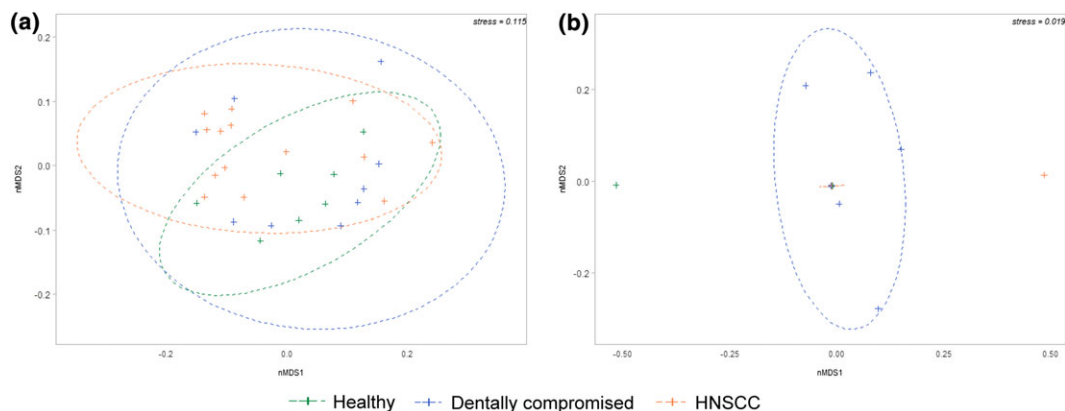 (a)
stress = 0.115
0.2
0.1
0.0
-0.1
-0.2
nMDS2
-0.2
0.0
0.2
nMDS1
(b)
stress = 0.019
0.2
0.0
-0.2
nMDS2
-0.50
-0.25
0.00
0.25
0.50
nMDS1
Healthy
Dentally compromised
HNSCC